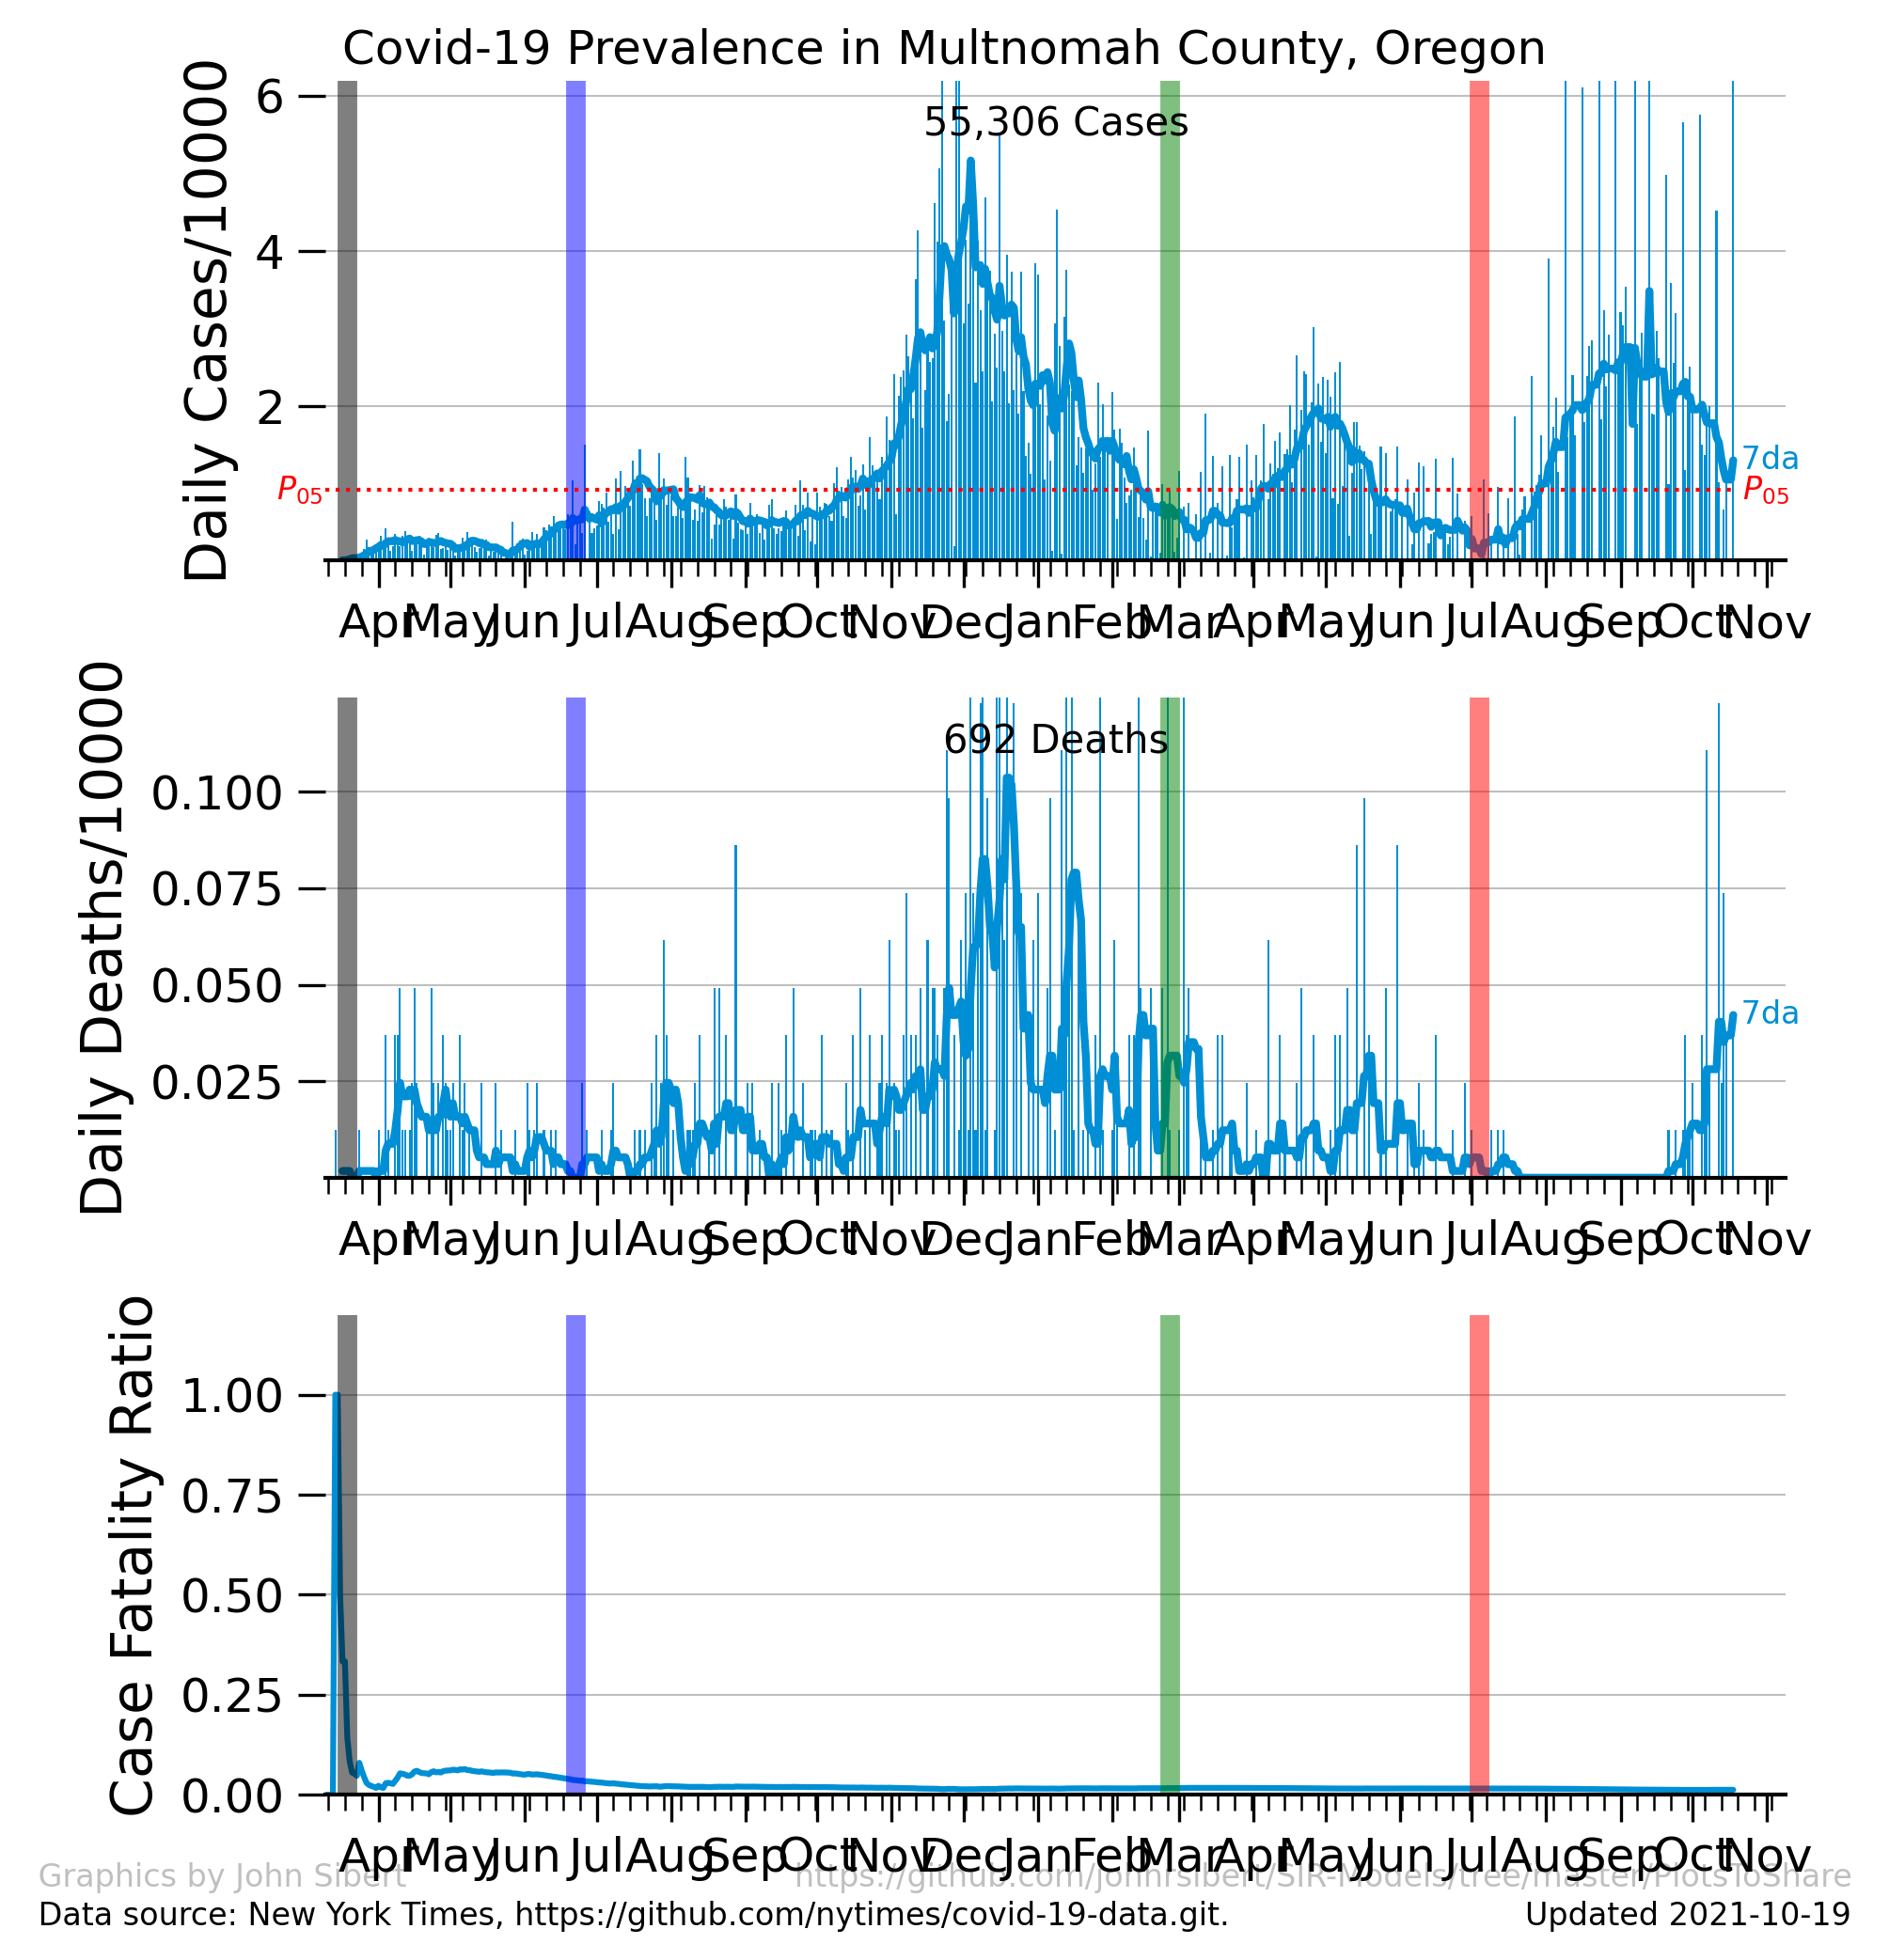 Covid-19 Prevalence in Multnomah County, Oregon
Daily Cases/10000
6
4
2
55,306 Cases
P05
7da
P05
Apr May Jun Jul Aug Sep Oct Nov Dec Jan Feb Mar Apr May Jun Jul Aug Sep Oct Nov
Daily Deaths/10000
0.100
0.075
0.050
0.025
692 Deaths
7da
Apr May Jun Jul Aug Sep Oct Nov Dec Jan Feb Mar Apr May Jun Jul Aug Sep Oct Nov
Case Fatality Ratio
1.00
0.75
0.50
0.25
0.00
Apr May Jun Jul Aug Sep Oct Nov Dec Jan Feb Mar Apr May Jun Jul Aug Sep Oct Nov
Graphics by John Sibert
https://github.com/johnrsibert/SIR-Models/tree/master/PlotsToShare
Data source: New York Times, https://github.com/nytimes/covid-19-data.git.
Updated 2021-10-19